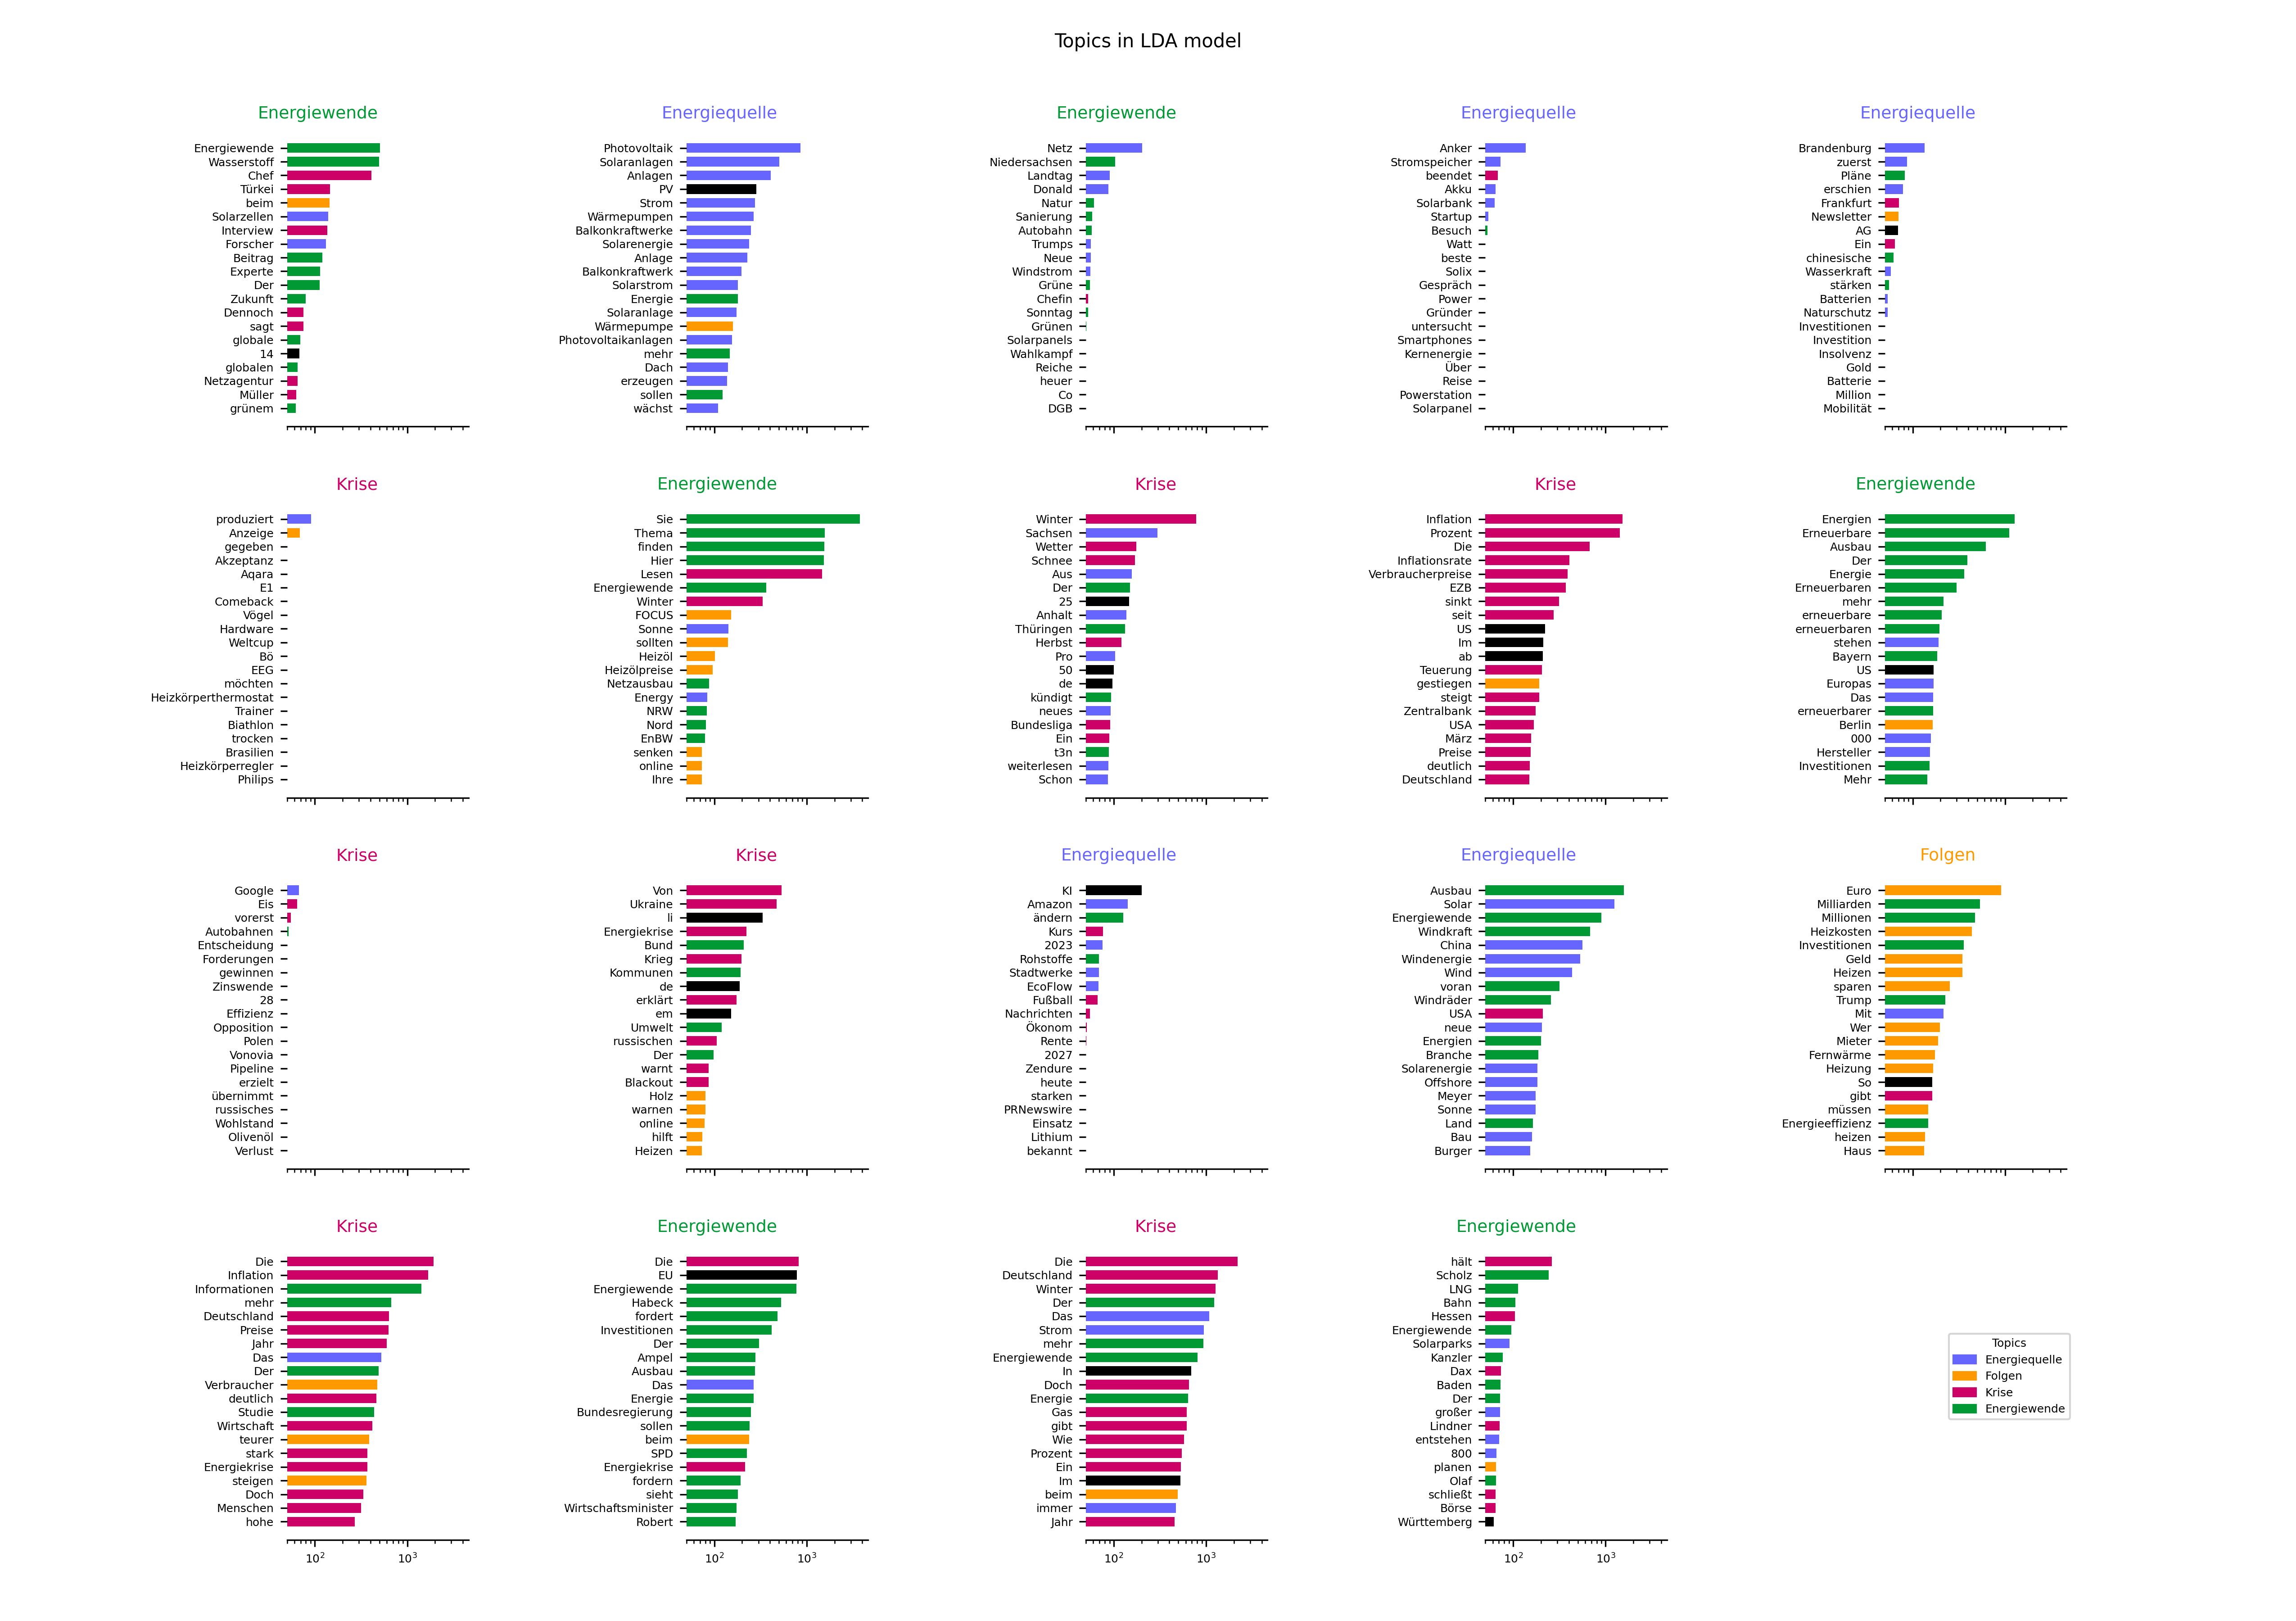 Topics in LDA model
Energiewende
Energiewende
Wasserstoff
Chef
Türkei
beim
Solarzellen
Interview
Forscher
Beitrag
Experte
Der
Zukunft
Dennoch
sagt
globale
14
globalen
Netzagentur
Müller
grünem
Energiequelle
Photovoltaik
Solaranlagen
Anlagen
PV
Strom
Wärmepumpen
Balkonkraftwerke
Solarenergie
Anlage
Balkonkraftwerk
Solarstrom
Energie
Solaranlage
Wärmepumpe
Photovoltaikanlagen
mehr
Dach
erzeugen
sollen
wächst
Energiewende
Netz
Niedersachsen
Landtag
Donald
Natur
Sanierung
Autobahn
Trumps
Neue
Windstrom
Grüne
Chefin
Sonntag
Grünen
Solarpanels
Wahlkampf
Reiche
heuer
Co
DGB
Energiequelle
Anker
Stromspeicher
beendet
Akku
Solarbank
Startup
Besuch
Watt
beste
Solix
Gespräch
Power
Gründer
untersucht
Smartphones
Kernenergie
Über
Reise
Powerstation
Solarpanel
Energiequelle
Brandenburg
zuerst
Pläne
erschien
Frankfurt
Newsletter
AG
Ein
chinesische
Wasserkraft
stärken
Batterien
Naturschutz
Investitionen
Investition
Insolvenz
Gold
Batterie
Million
Mobilität
Krise
produziert
Anzeige
gegeben
Akzeptanz
Aqara
E1
Comeback
Vögel
Hardware
Weltcup
Bö
EEG
möchten
Heizkörperthermostat
Trainer
Biathlon
trocken
Brasilien
Heizkörperregler
Philips
Energiewende
Sie
Thema
finden
Hier
Lesen
Energiewende
Winter
FOCUS
Sonne
sollten
Heizöl
Heizölpreise
Netzausbau
Energy
NRW
Nord
EnBW
senken
online
Ihre
Krise
Winter
Sachsen
Wetter
Schnee
Aus
Der
25
Anhalt
Thüringen
Herbst
Pro
50
de
kündigt
neues
Bundesliga
Ein
t3n
weiterlesen
Schon
Krise
Inflation
Prozent
Die
Inflationsrate
Verbraucherpreise
EZB
sinkt
seit
US
Im
ab
Teuerung
gestiegen
steigt
Zentralbank
USA
März
Preise
deutlich
Deutschland
Energiewende
Energien
Erneuerbare
Ausbau
Der
Energie
Erneuerbaren
mehr
erneuerbare
erneuerbaren
stehen
Bayern
US
Europas
Das
erneuerbarer
Berlin
000
Hersteller
Investitionen
Mehr
Krise
Google
Eis
vorerst
Autobahnen
Entscheidung
Forderungen
gewinnen
Zinswende
28
Effizienz
Opposition
Polen
Vonovia
Pipeline
erzielt
übernimmt
russisches
Wohlstand
Olivenöl
Verlust
Krise
Von
Ukraine
li
Energiekrise
Bund
Krieg
Kommunen
de
erklärt
em
Umwelt
russischen
Der
warnt
Blackout
Holz
warnen
online
hilft
Heizen
Energiequelle
KI
Amazon
ändern
Kurs
2023
Rohstoffe
Stadtwerke
EcoFlow
Fußball
Nachrichten
Ökonom
Rente
2027
Zendure
heute
starken
PRNewswire
Einsatz
Lithium
bekannt
Energiequelle
Ausbau
Solar
Energiewende
Windkraft
China
Windenergie
Wind
voran
Windräder
USA
neue
Energien
Branche
Solarenergie
Offshore
Meyer
Sonne
Land
Bau
Burger
Folgen
Euro
Milliarden
Millionen
Heizkosten
Investitionen
Geld
Heizen
sparen
Trump
Mit
Wer
Mieter
Fernwärme
Heizung
So
gibt
müssen
Energieeffizienz
heizen
Haus
Krise
Die
Inflation
Informationen
mehr
Deutschland
Preise
Jahr
Das
Der
Verbraucher
deutlich
Studie
Wirtschaft
teurer
stark
Energiekrise
steigen
Doch
Menschen
hohe
10² 10³
Energiewende
Die
EU
Energiewende
Habeck
fordert
Investitionen
Der
Ampel
Ausbau
Das
Energie
Bundesregierung
sollen
beim
SPD
Energiekrise
fordern
sieht
Wirtschaftsminister
Robert
10² 10³
Krise
Die
Deutschland
Winter
Der
Das
Strom
mehr
Energiewende
In
Doch
Energie
Gas
gibt
Wie
Prozent
Ein
Im
beim
immer
Jahr
10² 10³
Energiewende
hält
Scholz
LNG
Bahn
Hessen
Energiewende
Solarparks
Kanzler
Dax
Baden
Der
großer
Lindner
entstehen
800
planen
Olaf
schließt
Börse
Württemberg
10² 10³
Topics
Energiequelle
Folgen
Krise
Energiewende